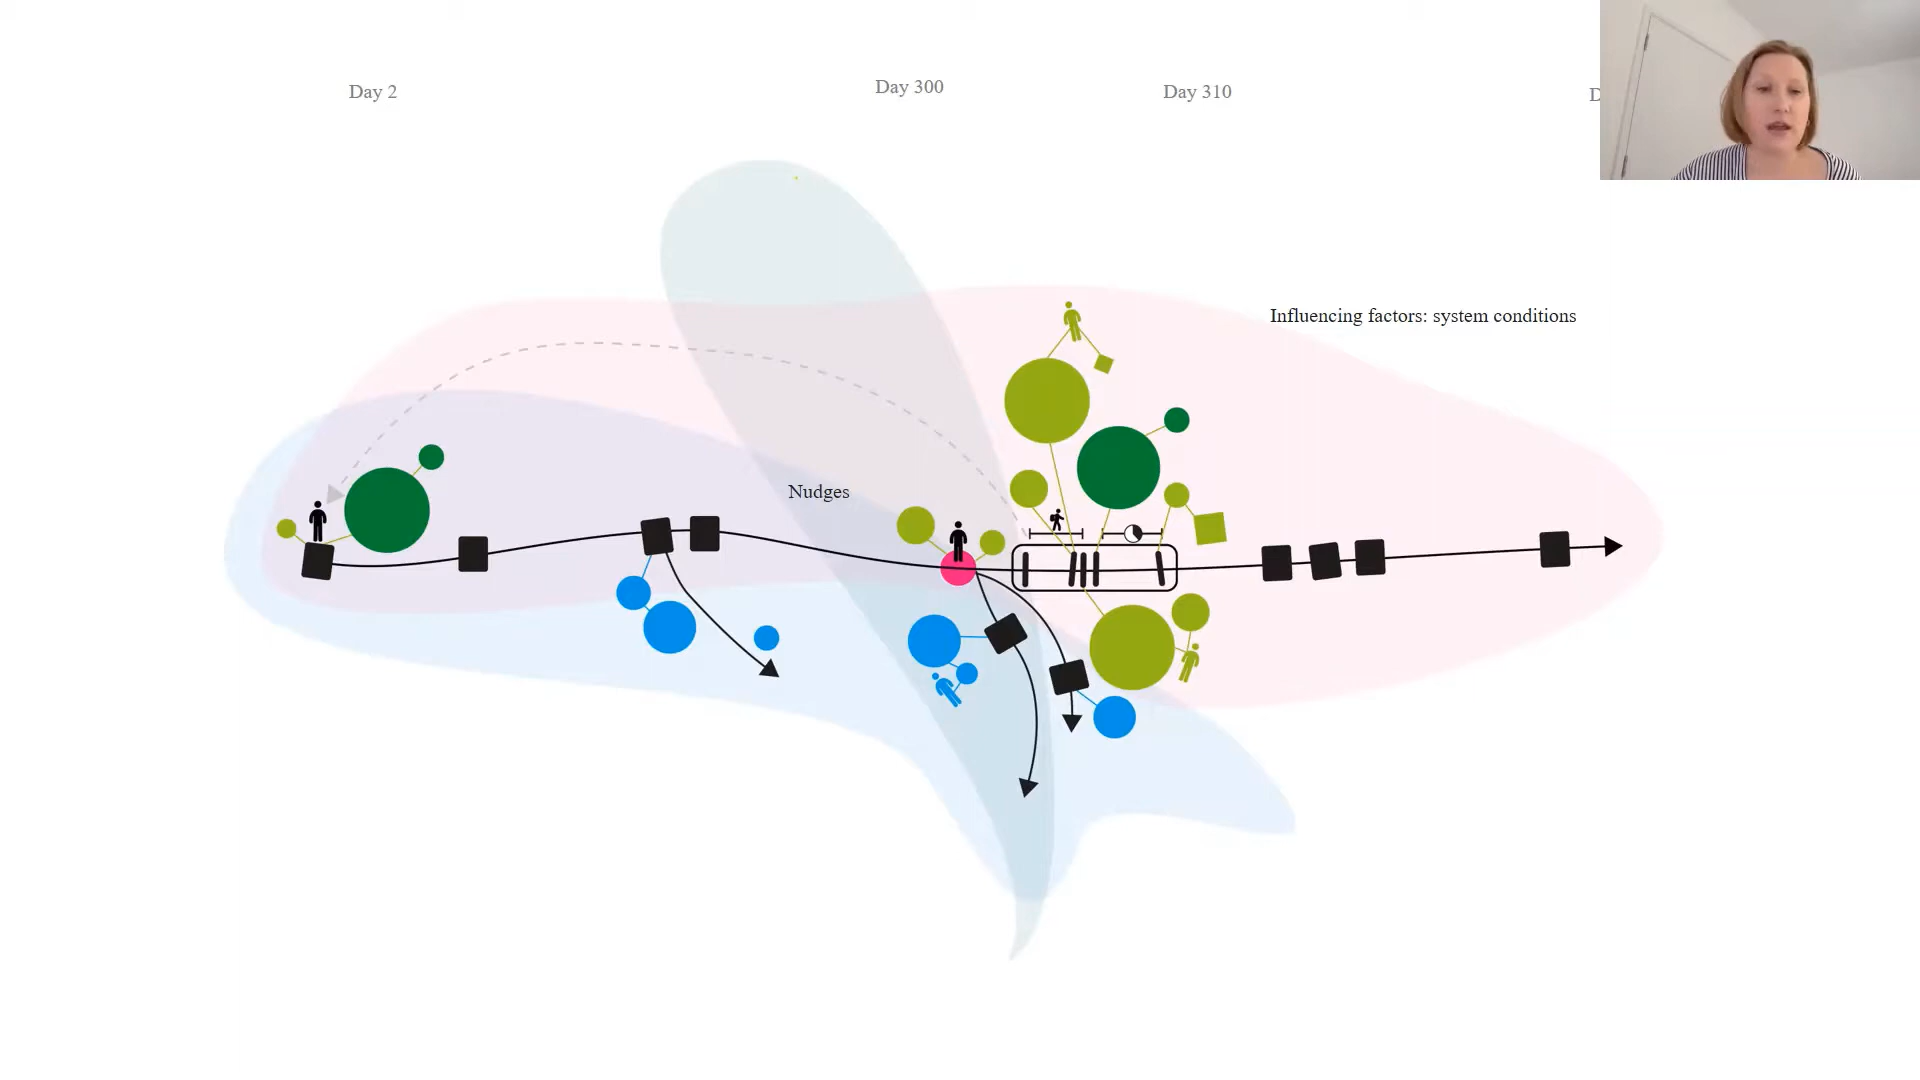 Day 2
Day 300
Day 310
D
Influencing factors: system conditions
Nudges